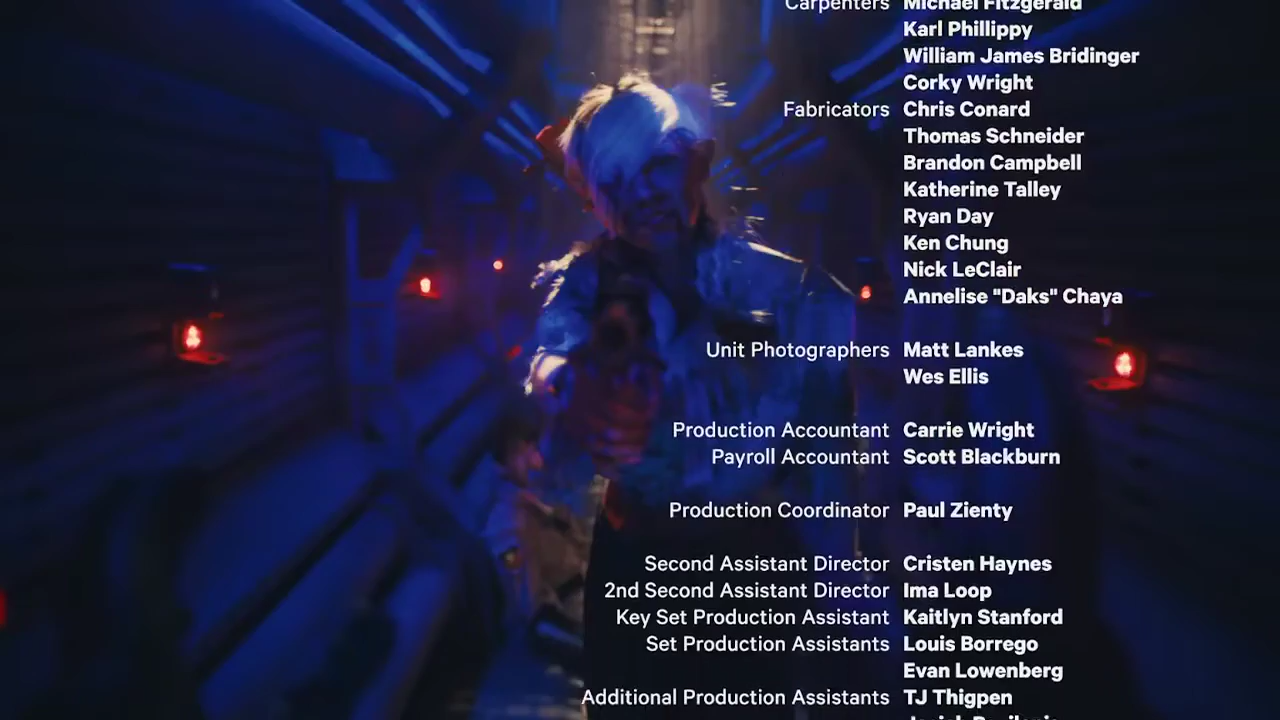 Carpenters Michael Fitzgerald
Karl Phillippy
William James Bridinger
Corky Wright
Fabricators Chris Conard
Thomas Schneider
Brandon Campbell
Katherine Talley
Ryan Day
Ken Chung
Nick LeClair
Annelise "Daks" Chaya
Unit Photographers Matt Lankes
Wes Ellis
Production Accountant Carrie Wright
Payroll Accountant Scott Blackburn
Production Coordinator Paul Zienty
Second Assistant Director Cristen Haynes
2nd Second Assistant Director Ima Loop
Key Set Production Assistant Kaitlyn Stanford
Set Production Assistants Louis Borrego
Evan Lowenberg
Additional Production Assistants TJ Thigpen